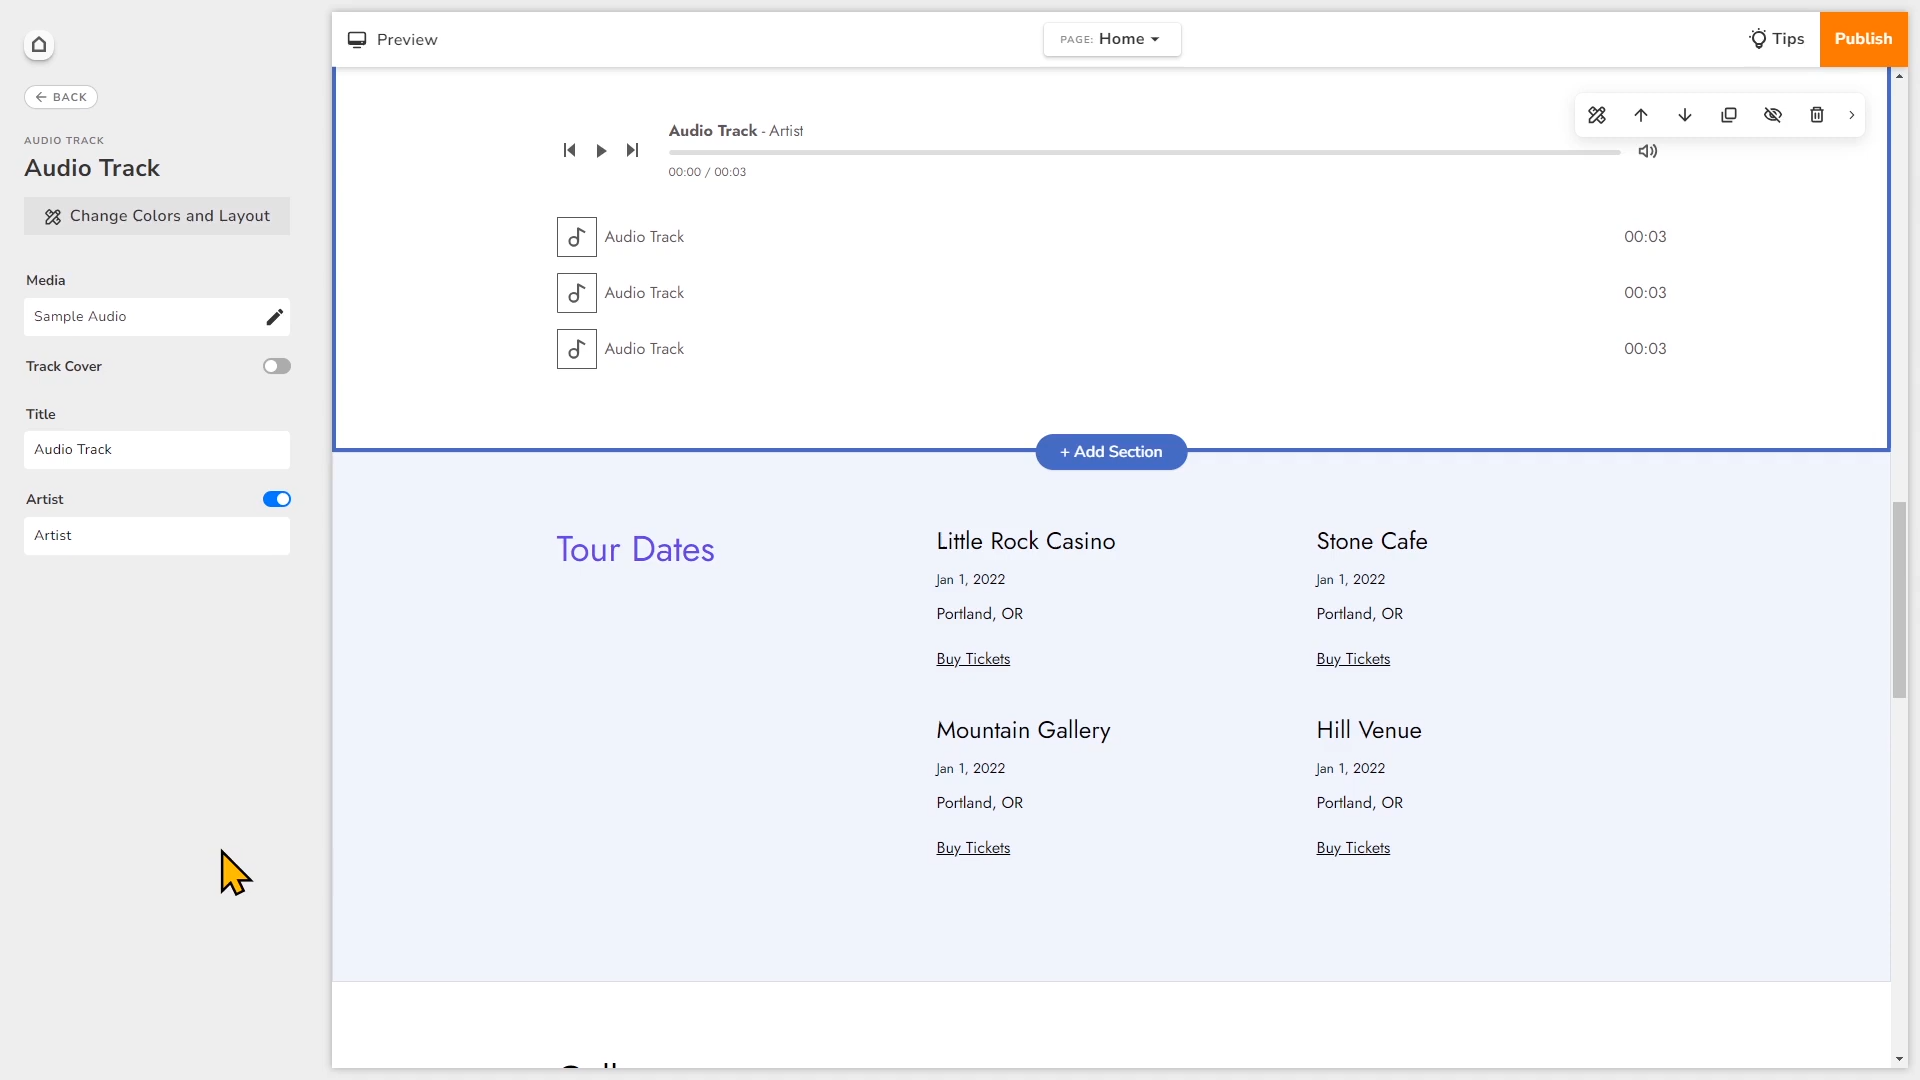 Preview
PAGE: Home
Tips
Publish
BACK
AUDIO TRACK
Audio Track
Change Colors and Layout
Media
Sample Audio
Track Cover
Title
Audio Track
Artist
Artist
Audio Track - Artist
00:00 / 00:03
Audio Track 00:03
Audio Track 00:03
Audio Track 00:03
+ Add Section
Tour Dates
Little Rock Casino
Jan 1, 2022
Portland, OR
Buy Tickets
Stone Cafe
Jan 1, 2022
Portland, OR
Buy Tickets
Mountain Gallery
Jan 1, 2022
Portland, OR
Buy Tickets
Hill Venue
Jan 1, 2022
Portland, OR
Buy Tickets